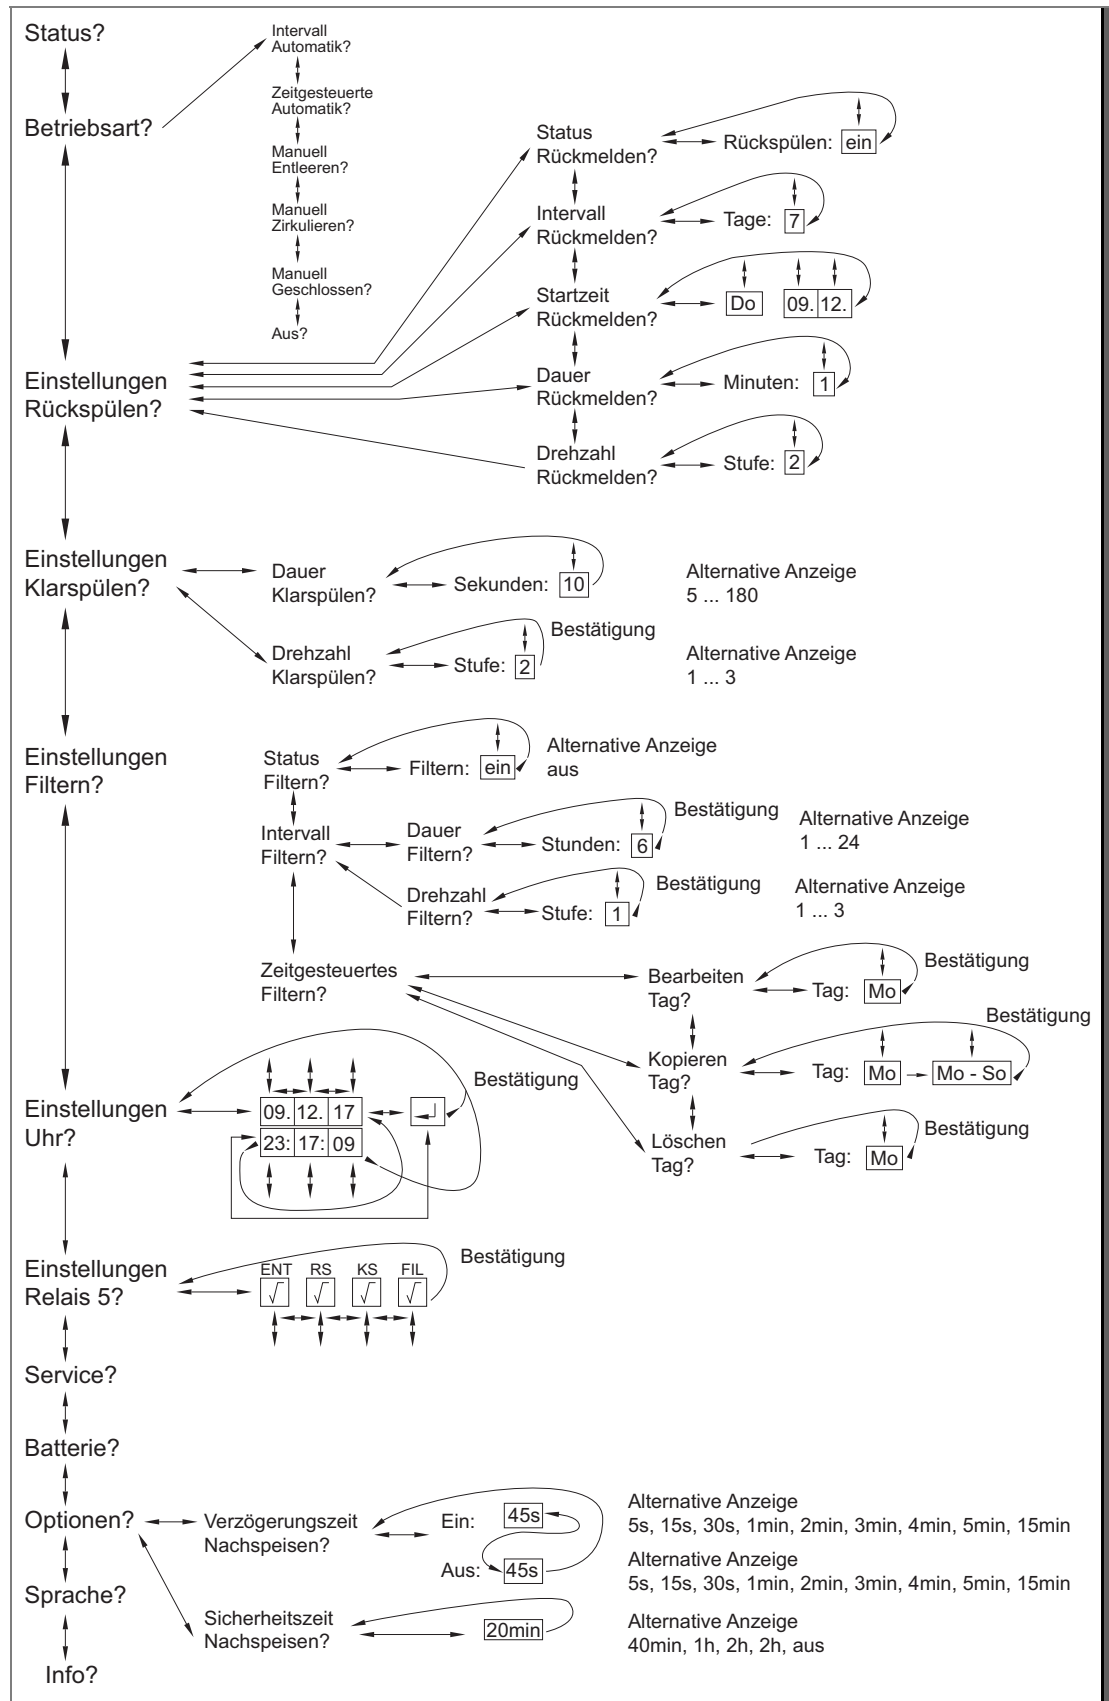 Status?
Intervall
Automatik?
Zeitgesteuerte
Automatik?
Betriebsart?
Manuell
Entleeren?
Manuell
Zirkulieren?
Manuell
Geschlossen?
Aus?
Status
Rückmelden?
Rückspülen: ein
Intervall
Rückmelden?
Tage: 7
Startzeit
Rückmelden?
Do 09. 12.
Einstellungen
Rückspülen?
Dauer
Rückmelden?
Minuten: 1
Drehzahl
Rückmelden?
Stufe: 2
Einstellungen
Klarspülen?
Dauer
Klarspülen?
Sekunden: 10
Alternative Anzeige
5 ... 180
Bestätigung
Drehzahl
Klarspülen?
Stufe: 2
Alternative Anzeige
1 ... 3
Einstellungen
Filtern?
Status
Filtern?
Filtern: ein
Alternative Anzeige
aus
Intervall
Filtern?
Dauer
Filtern?
Stunden: 6
Bestätigung
Alternative Anzeige
1 ... 24
Drehzahl
Filtern?
Stufe: 1
Bestätigung
Alternative Anzeige
1 ... 3
Zeitgesteuertes
Filtern?
Bearbeiten
Tag?
Tag: Mo
Bestätigung
Kopieren
Tag?
Tag: Mo Mo - So
Bestätigung
Löschen
Tag?
Tag: Mo
Bestätigung
Einstellungen
Uhr?
09. 12. 17
23: 17: 09
Bestätigung
Einstellungen
Relais 5?
ENT RS KS FIL
√ √ √ √
Bestätigung
Service?
Batterie?
Optionen?
Verzögerungszeit
Nachspeisen?
Ein: 45s
Alternative Anzeige
5s, 15s, 30s, 1min, 2min, 3min, 4min, 5min, 15min
Aus: 45s
Alternative Anzeige
5s, 15s, 30s, 1min, 2min, 3min, 4min, 5min, 15min
Sprache?
Sicherheitszeit
Nachspeisen?
20min
Alternative Anzeige
40min, 1h, 2h, 2h, aus
Info?